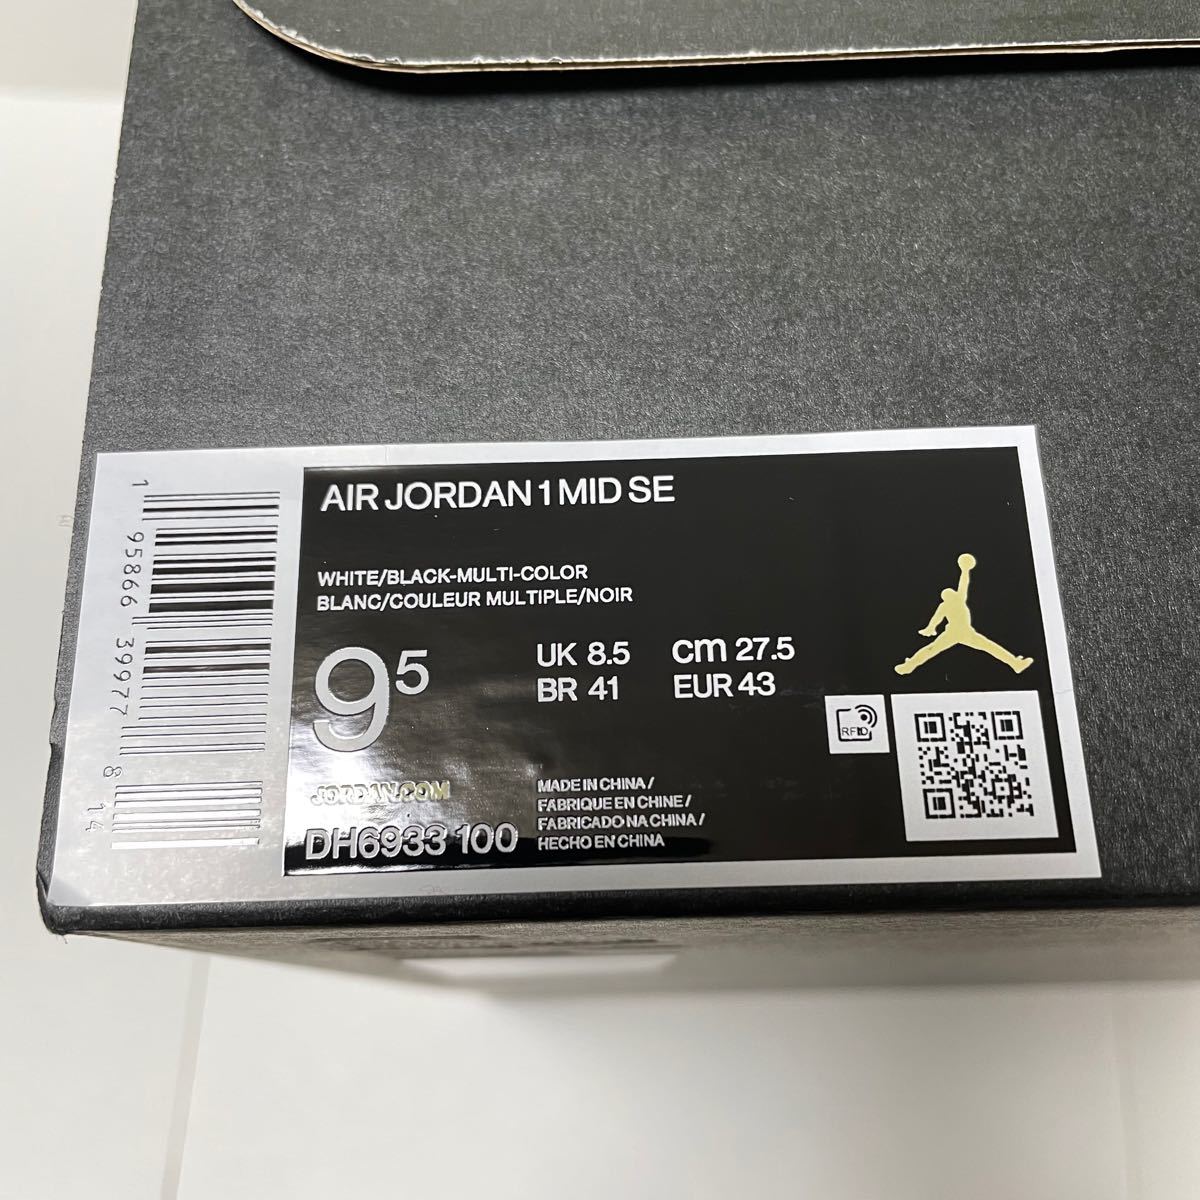 AIR JORDAN 1 MID SE
WHITE/BLACK-MULTI-COLOR
BLANC/COULEUR MULTIPLE/NOIR
9 5
UK 8.5 cm 27.5
BR 41 EUR 43
RFID
JORDAN.COM
DH6933 100
MADE IN CHINA /
FABRIQUE EN CHINE /
FABRICADO NA CHINA /
HECHO EN CHINA
1 95866 39977 8 14